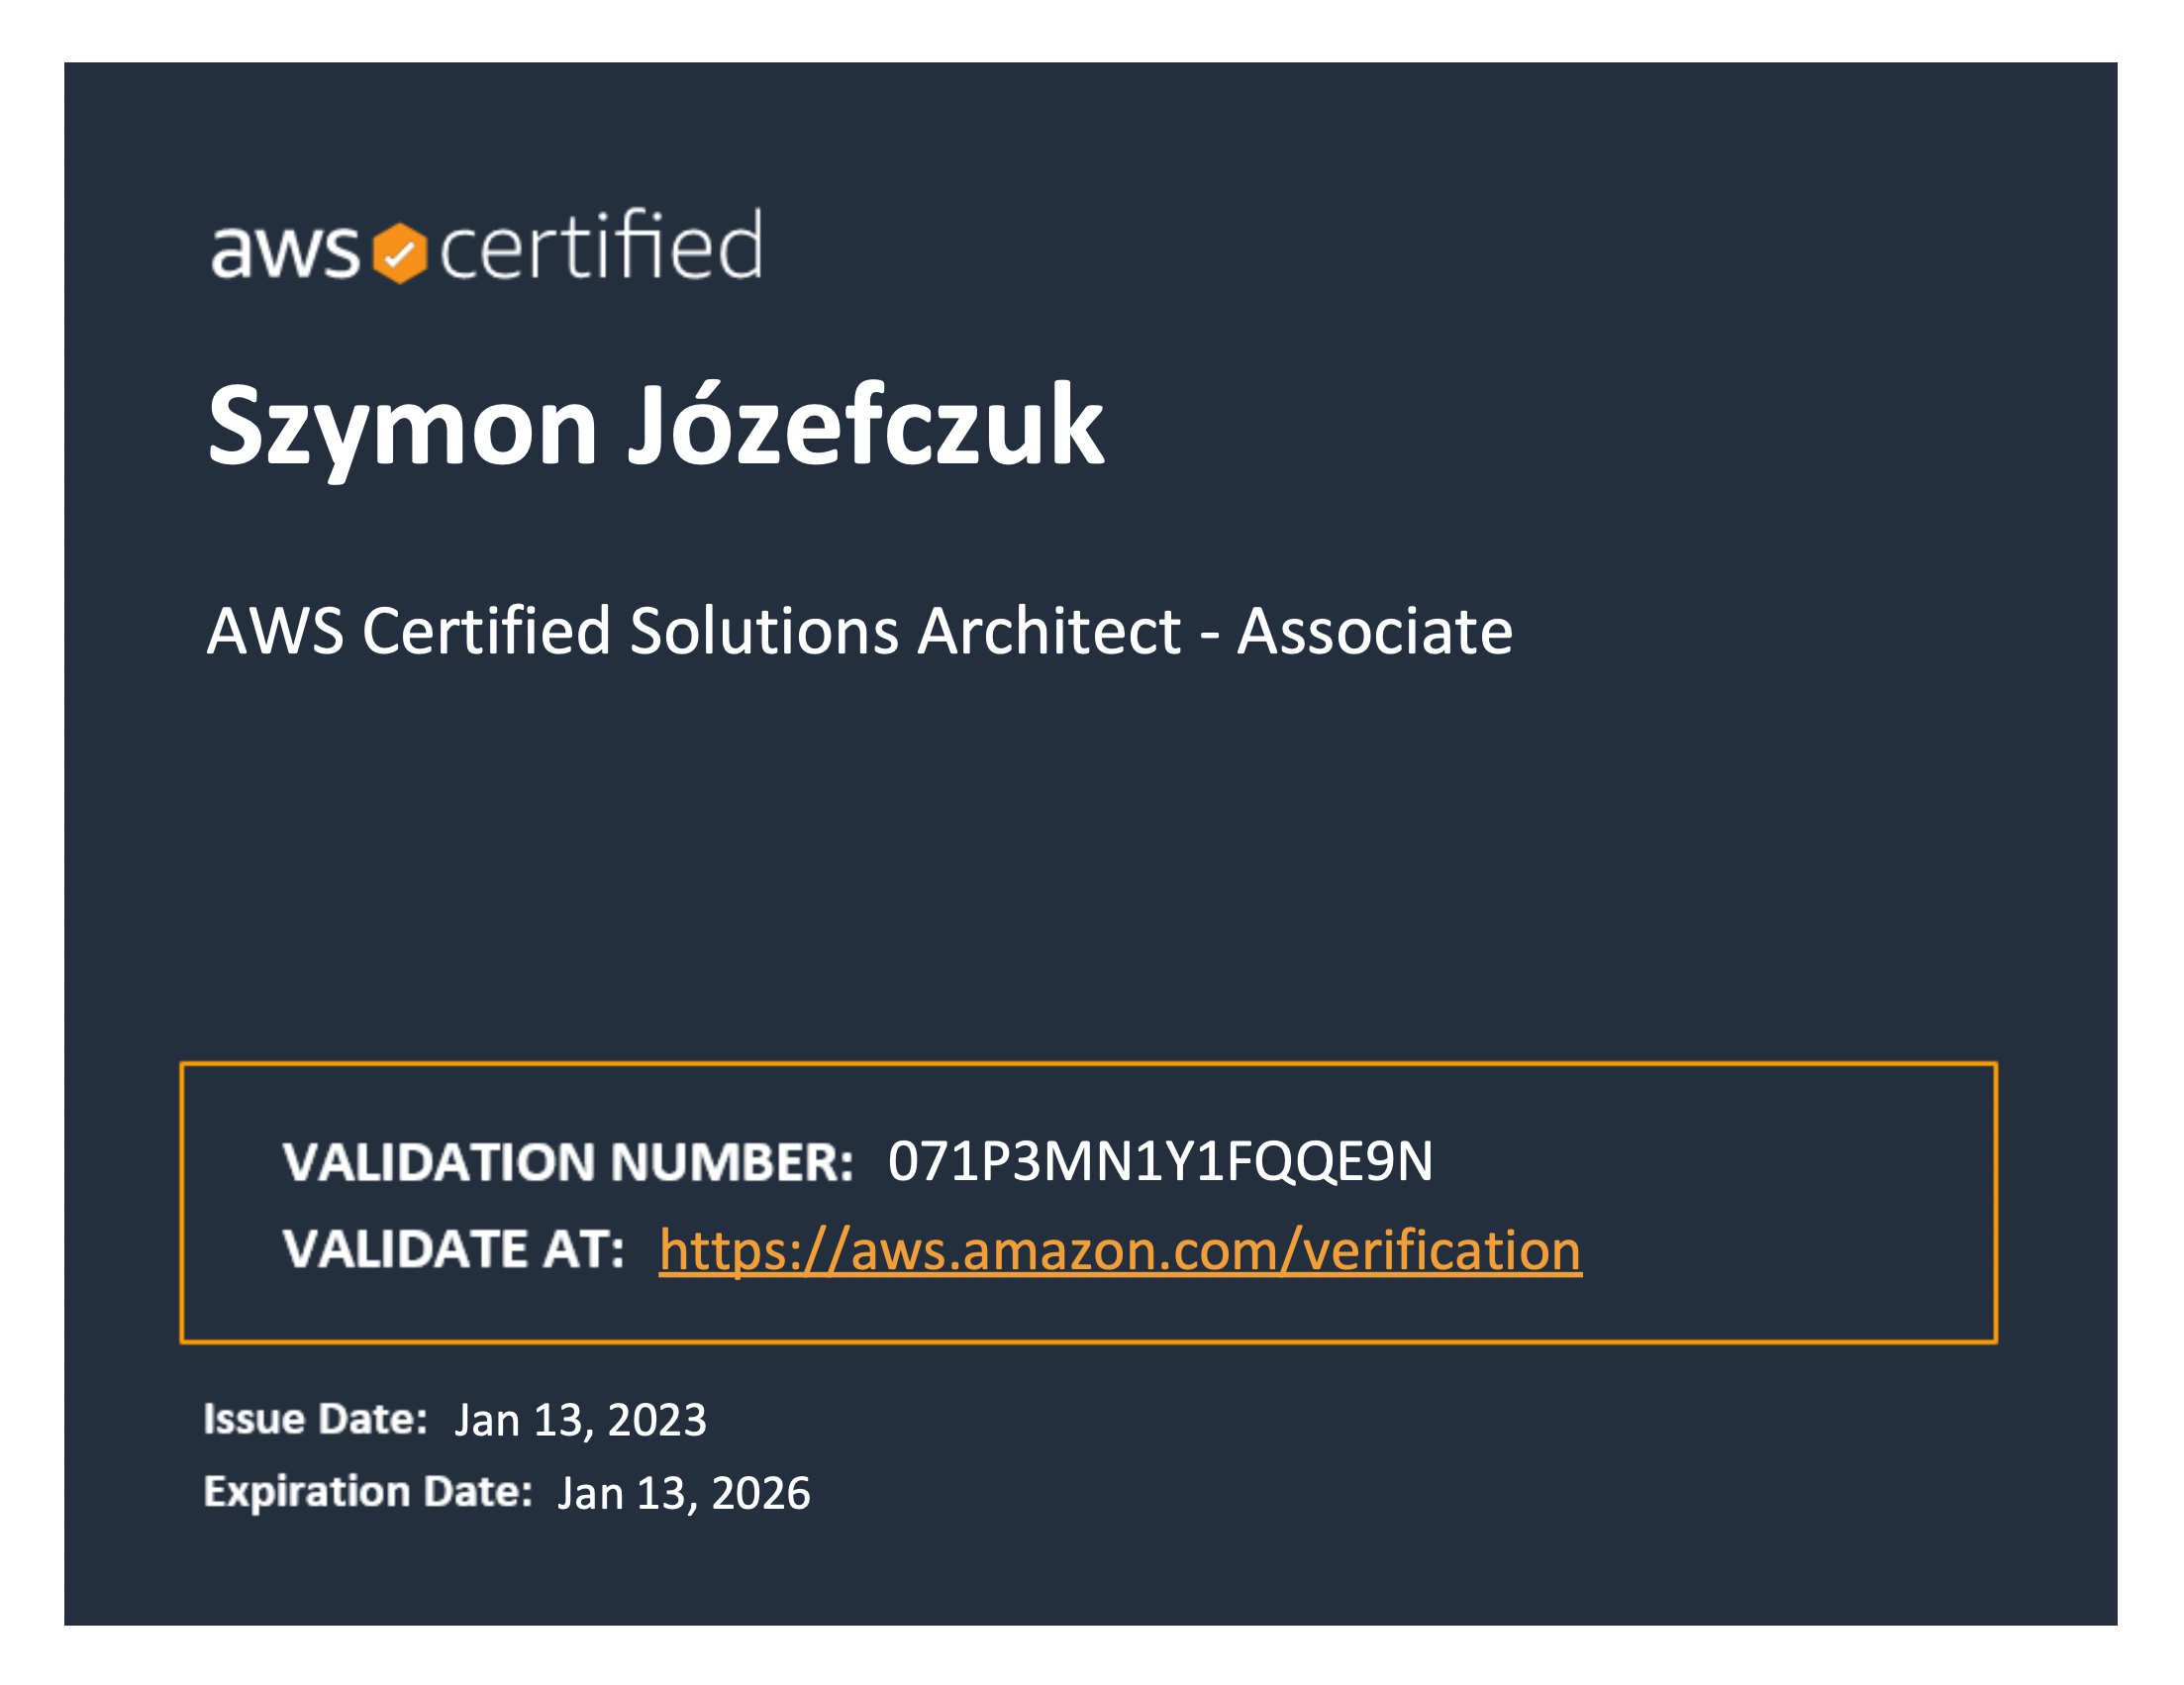 aws certified
Szymon Józefczuk
AWS Certified Solutions Architect - Associate
VALIDATION NUMBER: 071P3MN1Y1FQQE9N
VALIDATE AT: https://aws.amazon.com/verification
Issue Date: Jan 13, 2023
Expiration Date: Jan 13, 2026